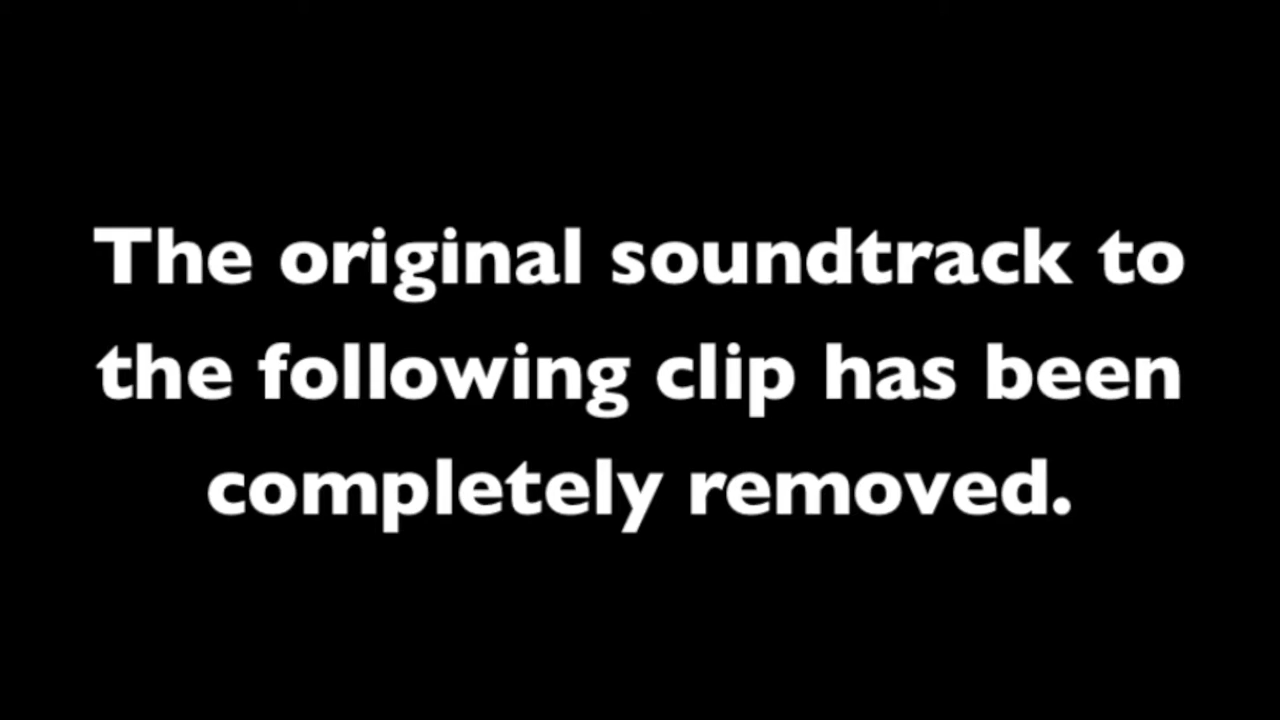 The original soundtrack to
the following clip has been
completely removed.